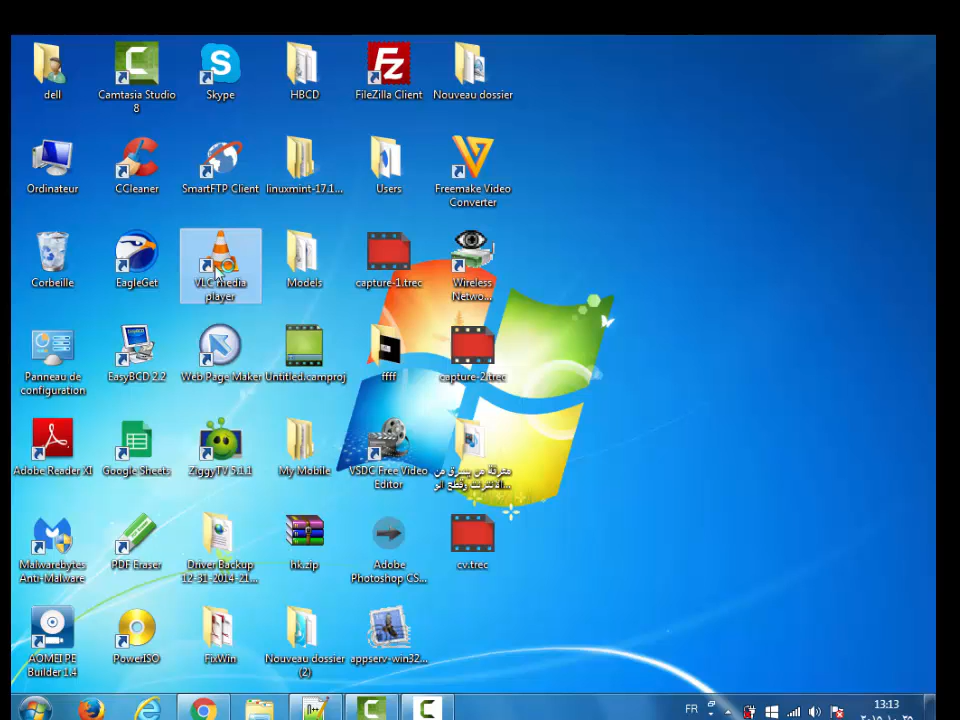 dell
Camtasia Studio
8
Skype
HBCD
FileZilla Client
Nouveau dossier
Ordinateur
CCleaner
SmartFTP Client
linuxmint-17.1...
Users
Freemake Video
Converter
Corbeille
EagleGet
VLC media
player
Models
capture-1.trec
Wireless
Netwo...
Panneau de
configuration
EasyBCD 2.2
Web Page Maker
Untitled.camproj
ffff
capture-2.trec
Adobe Reader XI
Google Sheets
ZiggyTV 5.1.1
My Mobile
VSDC Free Video
Editor
معرفة من يسرق من
Malwarebytes
Anti-Malware
PDF Eraser
Driver Backup
12-31-2014-21...
hk.zip
Adobe
Photoshop CS...
cv.trec
AOMEI PE
Builder 1.4
PowerISO
FixWin
Nouveau dossier
(2)
appserv-win32...
FR
13:13